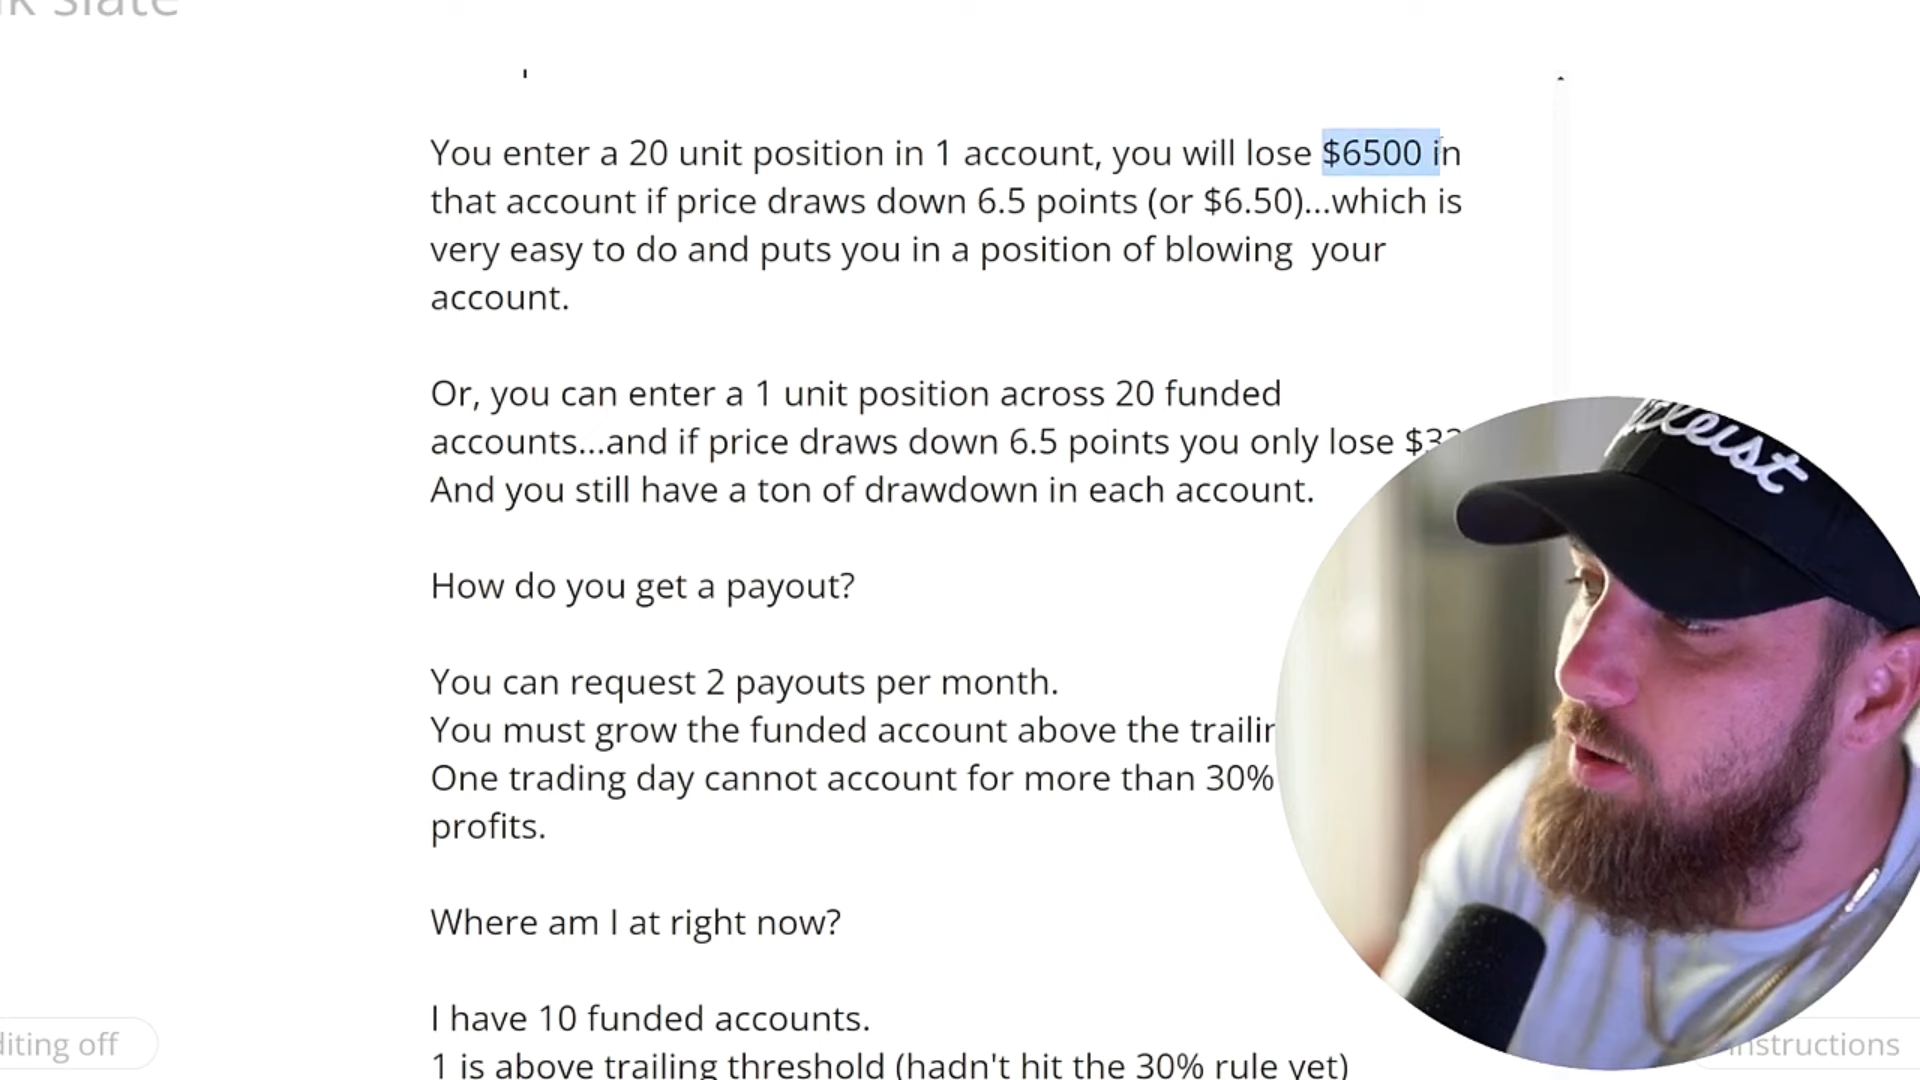 You enter a 20 unit position in 1 account, you will lose $6500 in
that account if price draws down 6.5 points (or $6.50)...which is
very easy to do and puts you in a position of blowing  your
account.
Or, you can enter a 1 unit position across 20 funded
accounts...and if price draws down 6.5 points you only lose
And you still have a ton of drawdown in each account.
How do you get a payout?
You can request 2 payouts per month.
You must grow the funded account above the
One trading day cannot account for more than 30%
profits.
Where am I at right now?
I have 10 funded accounts.
diting off
instructions
1 is above trailing threshold (hadn't hit the 30% rule yet)